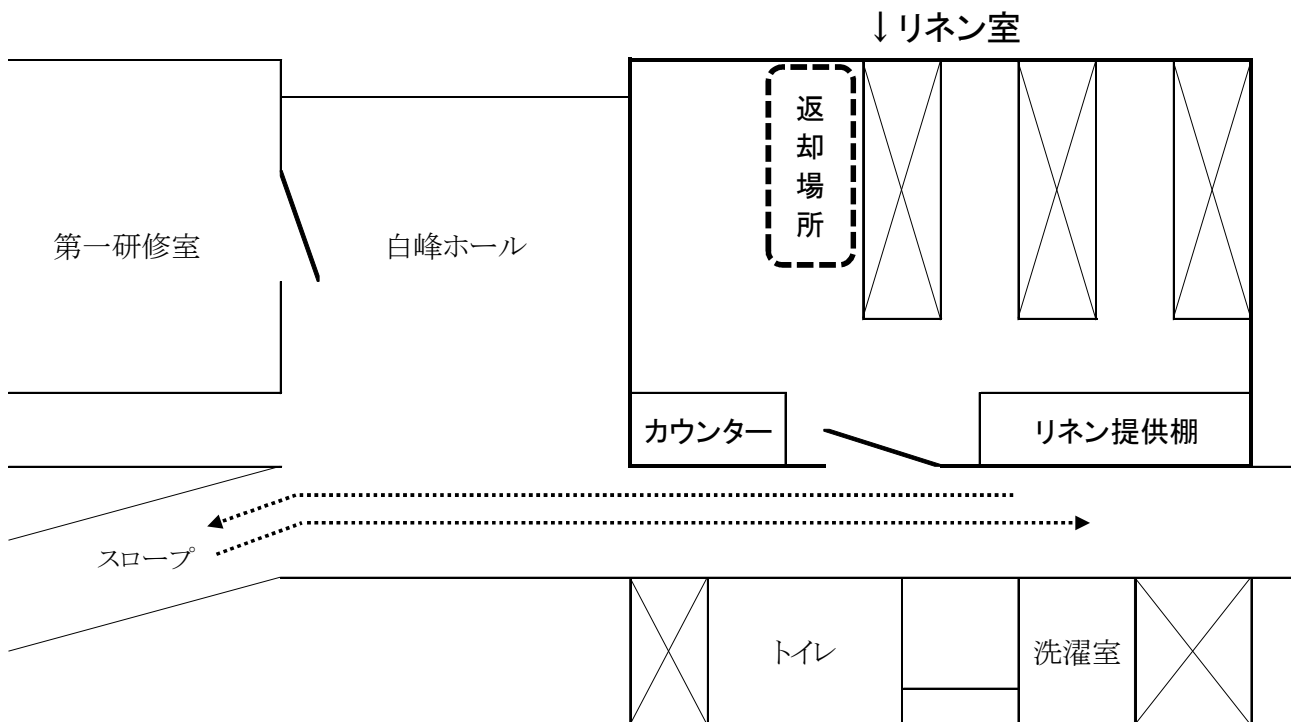 ↓リネン室
返却場所
第一研修室
白峰ホール
カウンター
リネン提供棚
スロープ
トイレ
洗濯室